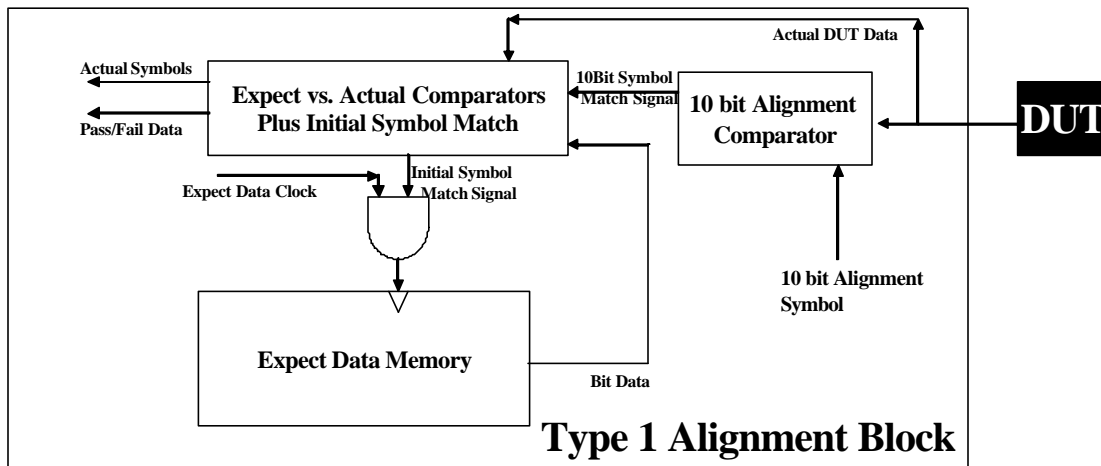 Actual DUT Data
Actual Symbols
Pass/Fail Data
Expect vs. Actual Comparators
Plus Initial Symbol Match
10Bit Symbol
Match Signal
10 bit Alignment
Comparator
DUT
Expect Data Clock
Initial Symbol
Match Signal
10 bit Alignment
Symbol
Expect Data Memory
Bit Data
Type 1 Alignment Block